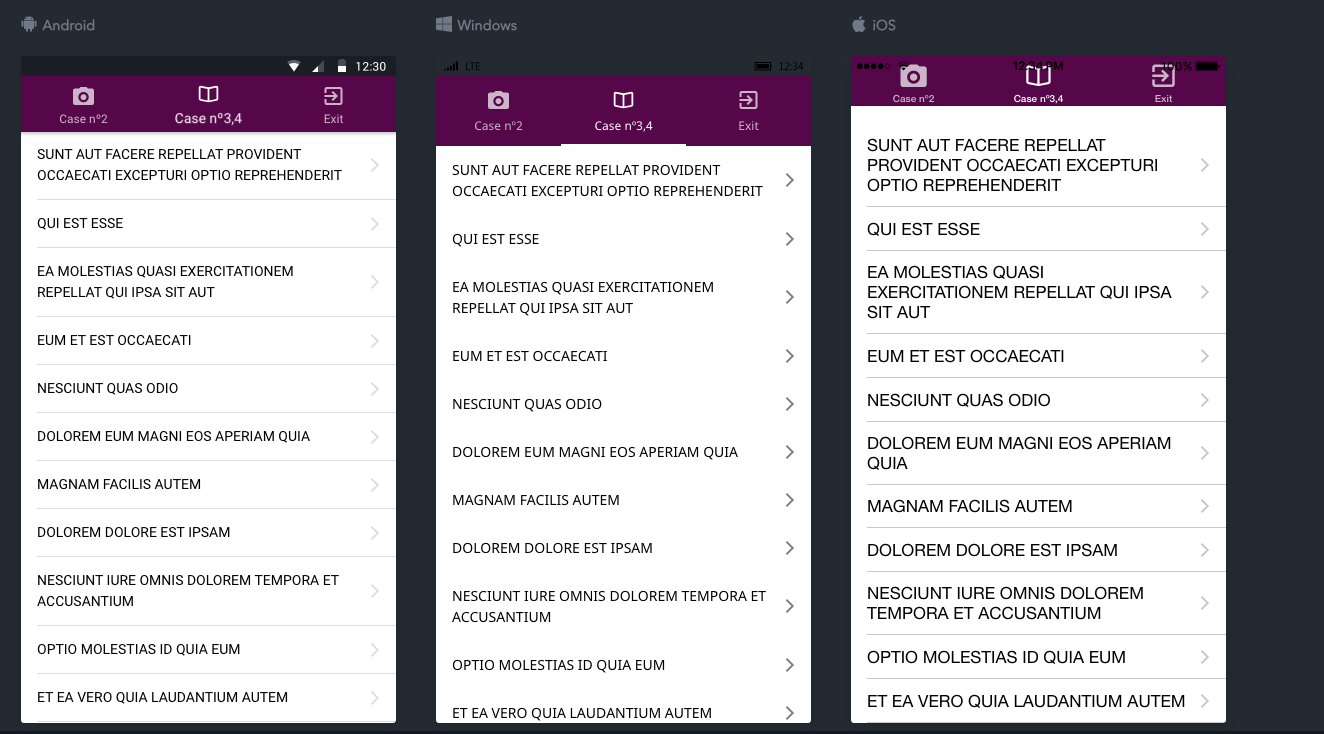 Android
12:30
Case nº2
Case nº3,4
Exit
SUNT AUT FACERE REPELLAT PROVIDENT
OCCAECATI EXCEPTURI OPTIO REPREHENDERIT
QUI EST ESSE
EA MOLESTIAS QUASI EXERCITATIONEM
REPELLAT QUI IPSA SIT AUT
EUM ET EST OCCAECATI
NESCIUNT QUAS ODIO
DOLOREM EUM MAGNI EOS APERIAM QUIA
MAGNAM FACILIS AUTEM
DOLOREM DOLORE EST IPSAM
NESCIUNT IURE OMNIS DOLOREM TEMPORA ET
ACCUSANTIUM
OPTIO MOLESTIAS ID QUIA EUM
ET EA VERO QUIA LAUDANTIUM AUTEM
Windows
LTE
12:34
Case nº2
Case nº3,4
Exit
SUNT AUT FACERE REPELLAT PROVIDENT
OCCAECATI EXCEPTURI OPTIO REPREHENDERIT
QUI EST ESSE
EA MOLESTIAS QUASI EXERCITATIONEM
REPELLAT QUI IPSA SIT AUT
EUM ET EST OCCAECATI
NESCIUNT QUAS ODIO
DOLOREM EUM MAGNI EOS APERIAM QUIA
MAGNAM FACILIS AUTEM
DOLOREM DOLORE EST IPSAM
NESCIUNT IURE OMNIS DOLOREM TEMPORA ET
ACCUSANTIUM
OPTIO MOLESTIAS ID QUIA EUM
ET EA VERO QUIA LAUDANTIUM AUTEM
iOS
12:34 PM
100%
Case nº2
Case nº3,4
Exit
SUNT AUT FACERE REPELLAT
PROVIDENT OCCAECATI EXCEPTURI
OPTIO REPREHENDERIT
QUI EST ESSE
EA MOLESTIAS QUASI
EXERCITATIONEM REPELLAT QUI IPSA
SIT AUT
EUM ET EST OCCAECATI
NESCIUNT QUAS ODIO
DOLOREM EUM MAGNI EOS APERIAM
QUIA
MAGNAM FACILIS AUTEM
DOLOREM DOLORE EST IPSAM
NESCIUNT IURE OMNIS DOLOREM
TEMPORA ET ACCUSANTIUM
OPTIO MOLESTIAS ID QUIA EUM
ET EA VERO QUIA LAUDANTIUM AUTEM